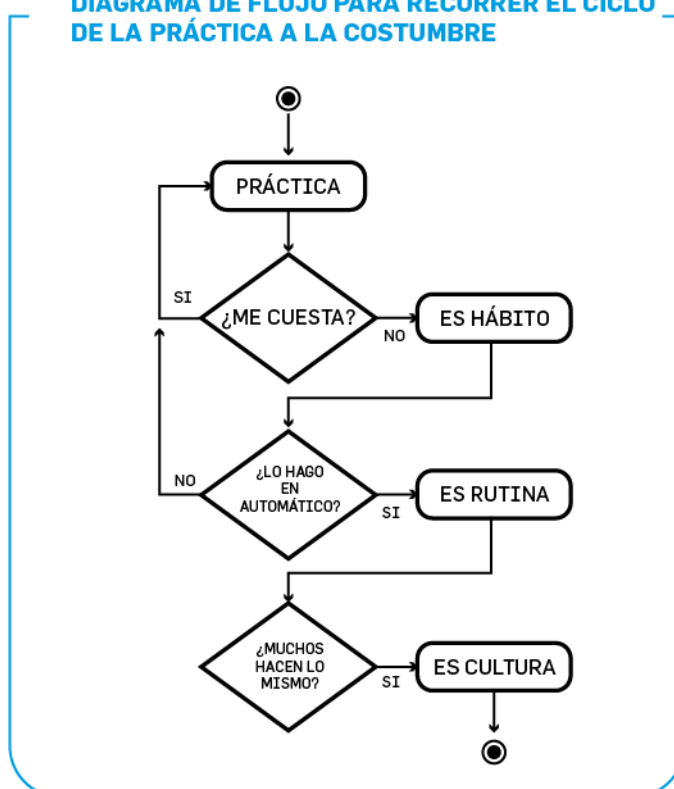 DIAGRAMA DE FLUJO PARA RECORRER EL CICLO
DE LA PRÁCTICA A LA COSTUMBRE
PRÁCTICA
SI
¿ME CUESTA?
NO
ES HÁBITO
NO
¿LO HAGO
EN
AUTOMÁTICO?
SI
ES RUTINA
¿MUCHOS
HACEN LO
MISMO?
SI
ES CULTURA